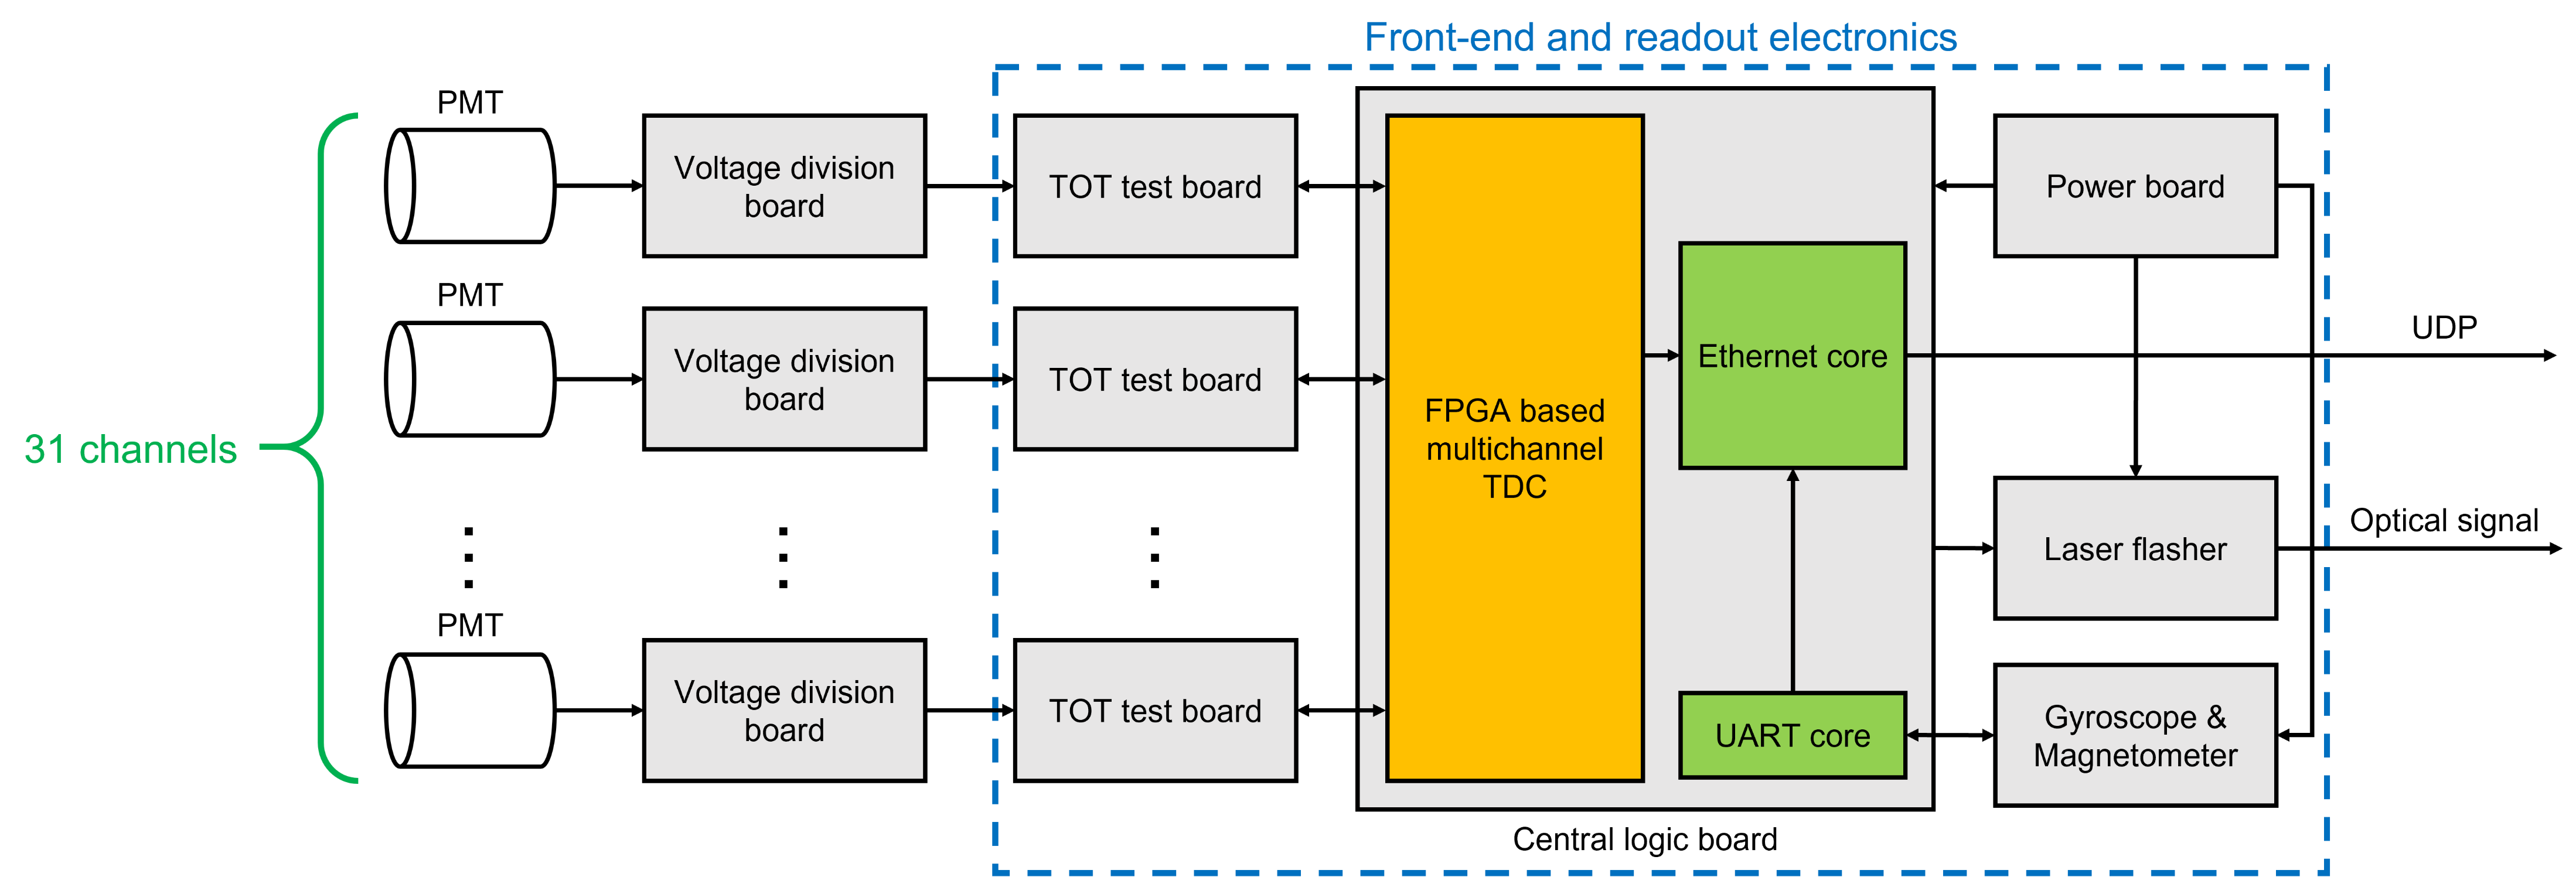 Front-end and readout electronics
PMT
Voltage division
board
TOT test board
Power board
PMT
Voltage division
board
TOT test board
Ethernet core
UDP
31 channels
FPGA based
multichannel
TDC
Optical signal
Laser flasher
PMT
Voltage division
board
TOT test board
UART core
Gyroscope &
Magnetometer
Central logic board